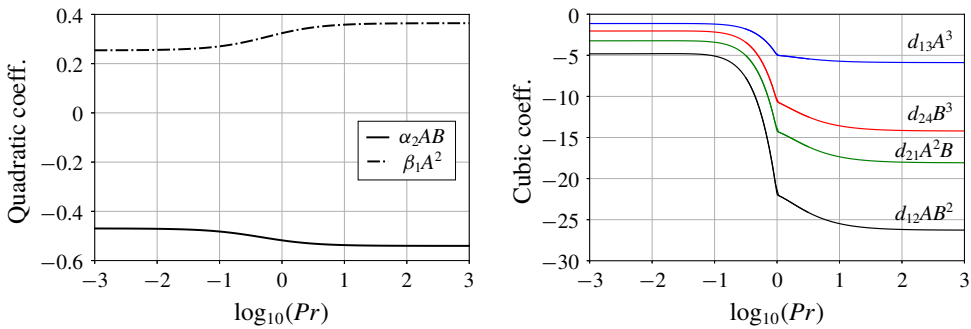 Quadratic coeff.
0.4
0.2
0
−0.2
−0.4
−0.6
α₂AB
β₁A²
−3 −2 −1 0 1 2 3
log₁₀(Pr)
Cubic coeff.
−0
−5
−10
−15
−20
−25
−30
d₁₃A³
d₂₄B³
d₂₁A²B
d₁₂AB²
−3 −2 −1 0 1 2 3
log₁₀(Pr)